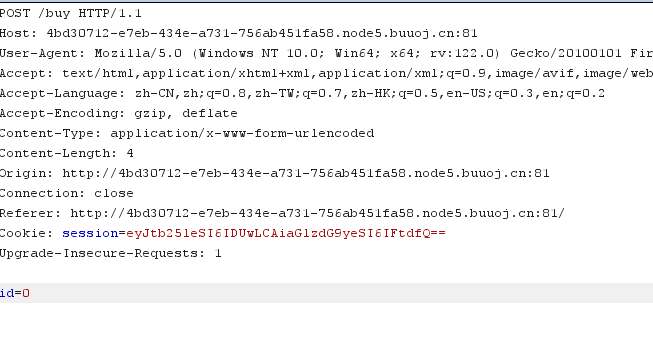 POST /buy HTTP/1.1
Host: 4bd30712-e7eb-434e-a731-756ab451fa58.node5.buuoj.cn:81
User-Agent: Mozilla/5.0 (Windows NT 10.0; Win64; x64; rv:122.0) Gecko/20100101 Fir
Accept: text/html,application/xhtml+xml,application/xml;q=0.9,image/avif,image/web
Accept-Language: zh-CN,zh;q=0.8,zh-TW;q=0.7,zh-HK;q=0.5,en-US;q=0.3,en;q=0.2
Accept-Encoding: gzip, deflate
Content-Type: application/x-www-form-urlencoded
Content-Length: 4
Origin: http://4bd30712-e7eb-434e-a731-756ab451fa58.node5.buuoj.cn:81
Connection: close
Referer: http://4bd30712-e7eb-434e-a731-756ab451fa58.node5.buuoj.cn:81/
Cookie: session=eyJtb25leSI6IDUwLCAiaGlzdG9yeSI6IFtdfQ==
Upgrade-Insecure-Requests: 1
id=0